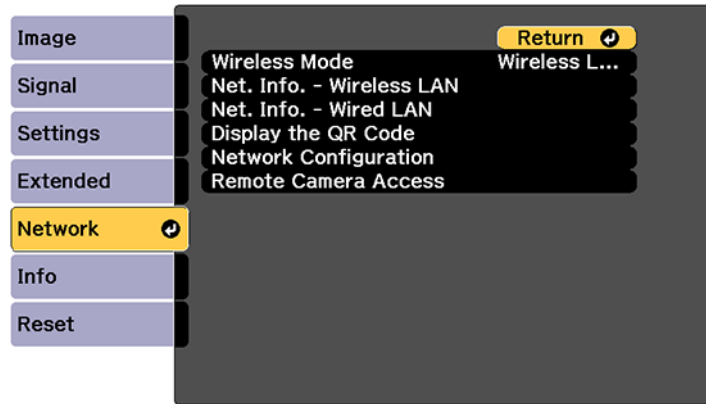 Image
Signal
Settings
Extended
Network
Info
Reset
Return
Wireless Mode Wireless L...
Net. Info. - Wireless LAN
Net. Info. - Wired LAN
Display the QR Code
Network Configuration
Remote Camera Access